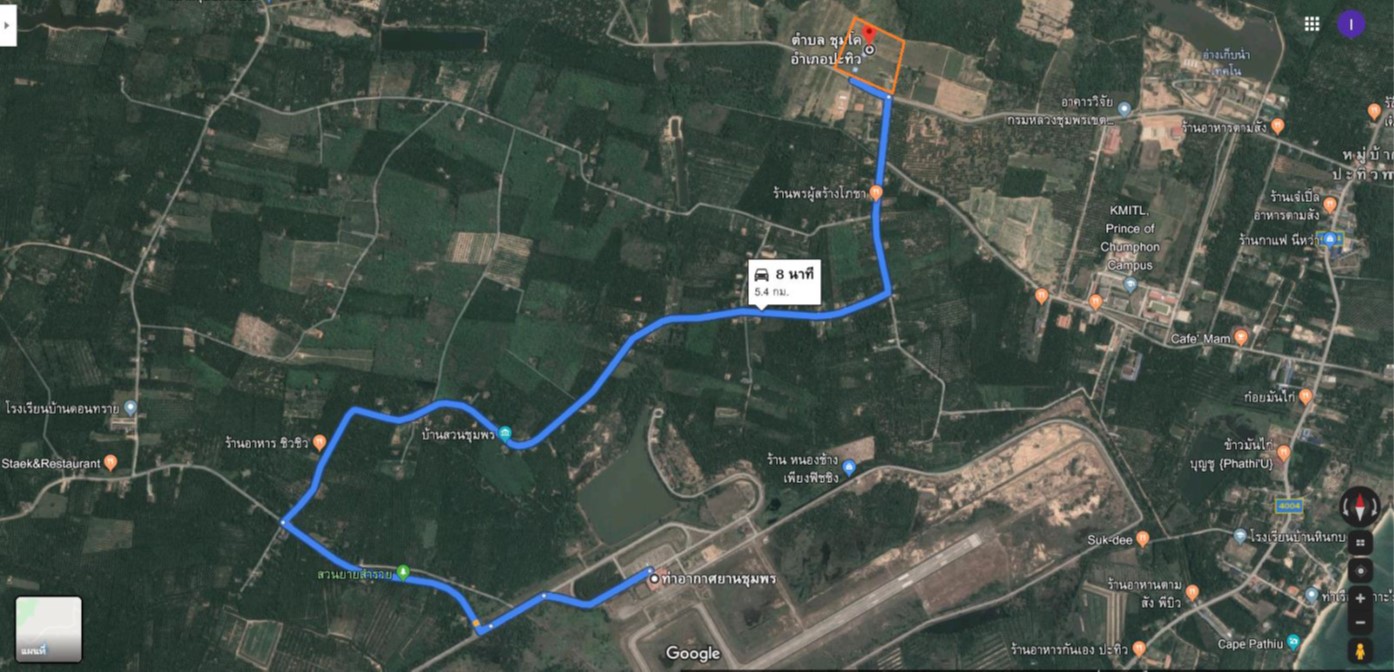 ตำบล ชุมโค
อำเภอปะทิว
อ่างเก็บน้ำ
เทคโน
อาคารวิจัย
กรมหลวงชุมพรเขต...
ร้านอาหารตามสั่ง
หมู่บ้า
ปะทิวท
ร้านพรผู้สร้างโภชา
ร้านเจ๊เปิ้ล
อาหารตามสั่ง
KMITL,
Prince of
Chumphon
Campus
8 นาที
5.4 กม.
Cafe' Mam
โรงเรียนบ้านดอนทราย
ก๋อยมันไก่
ร้านอาหาร ชิวชิว
บ้านสวนชุมพร
Staek&Restaurant
ร้าน หนองช้าง
เพียงฟิชชิง
ข้าวมันไก่
บุญชู {Phathi'U}
4004
Suk-dee
โรงเรียนบ้านหินกบ
สวนยายสำรวย
ท่าอากาศยานชุมพร
ร้านอาหานตาม
สั่ง พีบิว
แผนที่
Google
ร้านอาหารกันเอง ปะทิว
Cape Pathiu